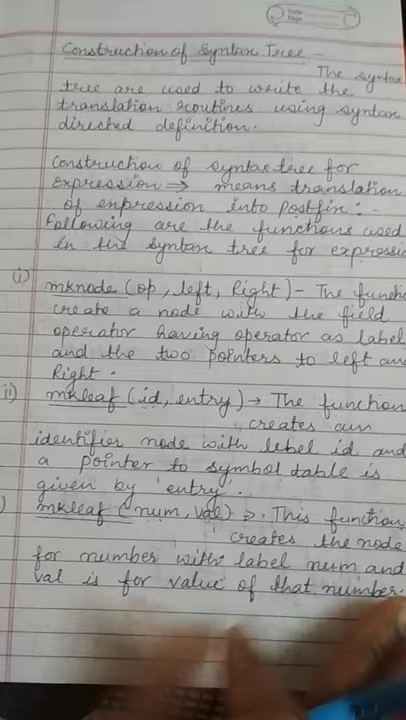 Date
Page
Construction of Syntax Tree -
The syntax
tree are used to write the
translation routines using syntax
directed definition.
Construction of syntax tree for
Expression ⇒ means translation
of expression into Postfix :-
Following are the functions used
in the syntax tree for expressio
i) mknode (op, left, Right) - The functi
create a node with the field
operator having operator as label
and the two pointers to left an
Right.
ii) mkleaf (id, entry) → The function
creates an
identifier node with label id and
a pointer to symbol table is
given by 'entry'.
) mkleaf (num, Val) ⇒. This function
creates the node
for number with label num and
val is for value of that number.